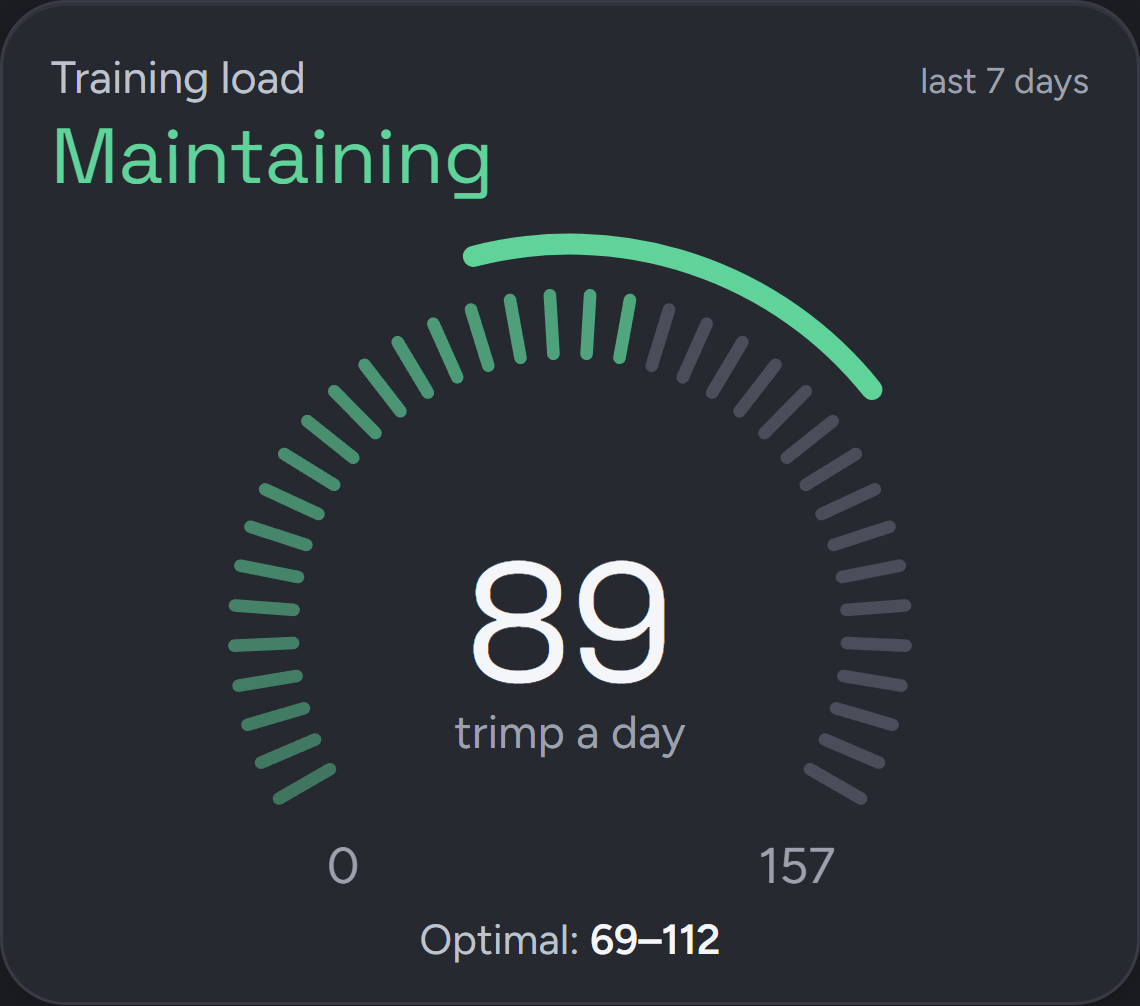 Training load
last 7 days
Maintaining
89
trimp a day
0
157
Optimal: 69–112